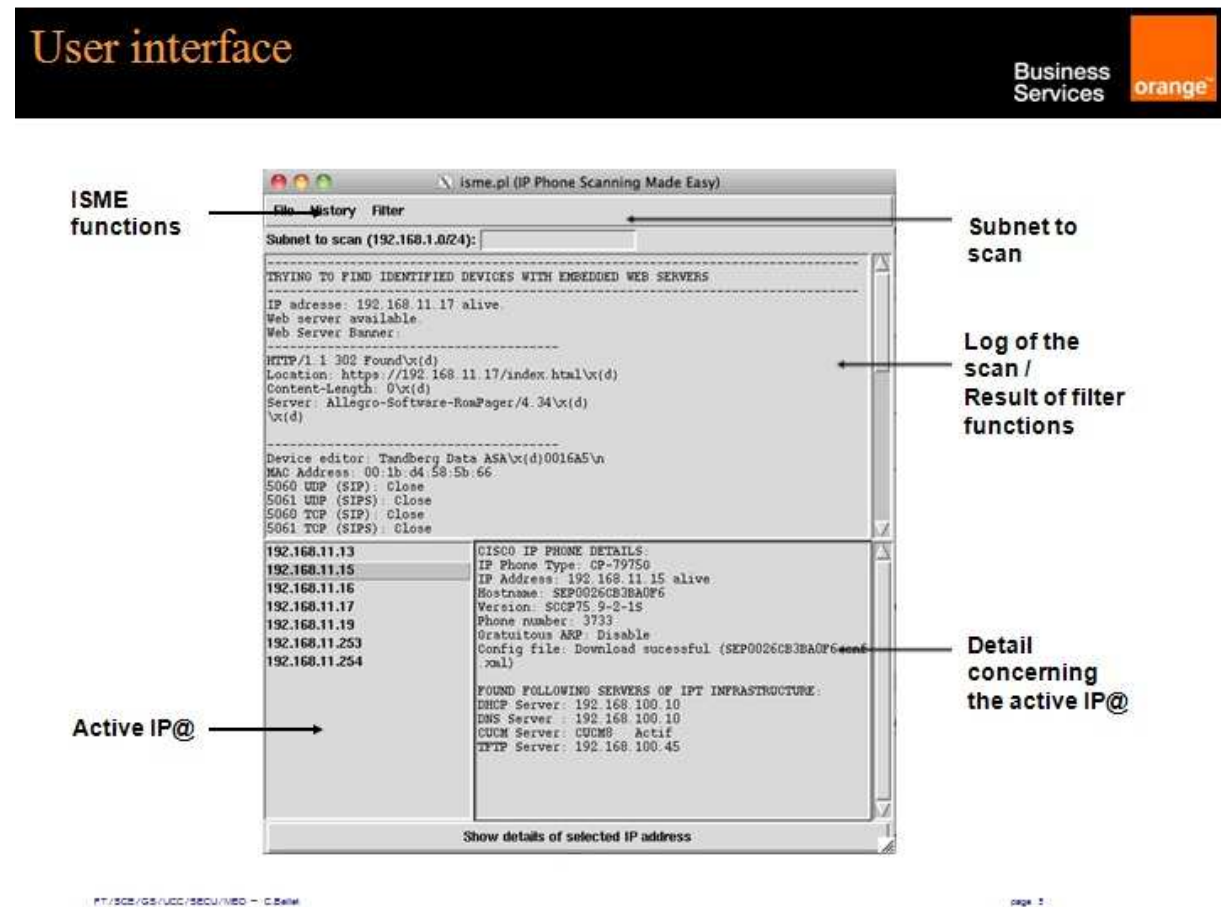 User interface
Business
Services
orange™
ISME
functions
isme.pl (IP Phone Scanning Made Easy)
File History Filter
Subnet to scan (192.168.1.0/24):
Subnet to
scan
TRYING TO FIND IDENTIFIED DEVICES WITH EMBEDDED WEB SERVERS
IP adresse: 192.168.11.17 alive.
Web server available.
Web Server Banner:
HTTP/1.1 302 Found\x(d)
Location: https://192.168.11.17/index.html\x(d)
Content-Length: 0\x(d)
Server: Allegro-Software-RomPager/4.34\x(d)
\x(d)
Log of the
scan /
Result of filter
functions
Device editor: Tandberg Data ASA\x(d)0016A5\n
MAC Address: 00:1b:d4:58:5b:66
5060 UDP (SIP): Close
5061 UDP (SIPS): Close
5060 TCP (SIP): Close
5061 TCP (SIPS): Close
192.168.11.13
192.168.11.15
192.168.11.16
192.168.11.17
192.168.11.19
192.168.11.253
192.168.11.254
Active IP@
CISCO IP PHONE DETAILS:
IP Phone Type: CP-7975G
IP Address: 192.168.11.15 alive
Hostname: SEP0026CB3BA0F6
Version: SCCP75.9-2-1S
Phone number: 3733
Gratuitous ARP: Disable
Config file: Download sucessful (SEP0026CB3BA0F6.cnf
.xml)
FOUND FOLLOWING SERVERS OF IPT INFRASTRUCTURE:
DHCP Server: 192.168.100.10
DNS Server : 192.168.100.10
CUCM Server: CUCM8 Actif
TFTP Server: 192.168.100.45
Detail
concerning
the active IP@
Show details of selected IP address
FT/SCE/GS/UCC/SECU/MED – C.Bailet
page 5